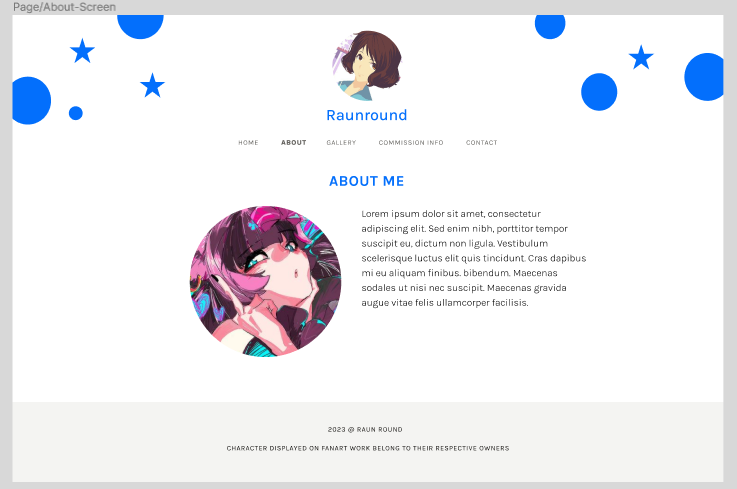 Page/About-Screen
Raunround
HOME ABOUT GALLERY COMMISSION INFO CONTACT
ABOUT ME
Lorem ipsum dolor sit amet, consectetur
adipiscing elit. Sed enim nibh, porttitor tempor
suscipit eu, dictum non ligula. Vestibulum
scelerisque luctus elit quis tincidunt. Cras dapibus
mi eu aliquam finibus. bibendum. Maecenas
sodales ut nisi nec suscipit. Maecenas gravida
augue vitae felis ullamcorper facilisis.
2023 @ RAUN ROUND
CHARACTER DISPLAYED ON FANART WORK BELONG TO THEIR RESPECTIVE OWNERS